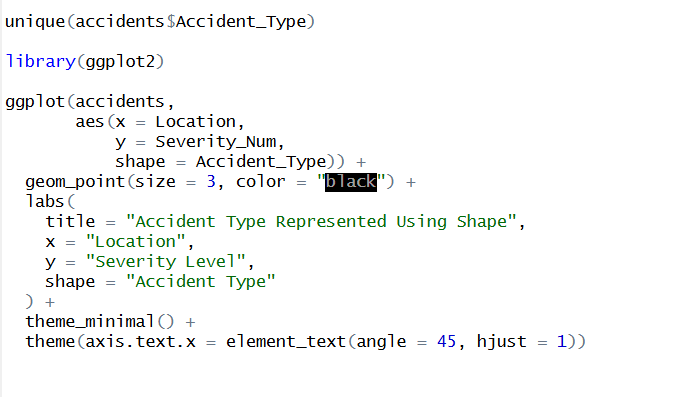 unique(accidents$Accident_Type)

library(ggplot2)

ggplot(accidents,
       aes(x = Location,
           y = Severity_Num,
           shape = Accident_Type)) +
  geom_point(size = 3, color = "black") +
  labs(
    title = "Accident Type Represented Using Shape",
    x = "Location",
    y = "Severity Level",
    shape = "Accident Type"
  ) +
  theme_minimal() +
  theme(axis.text.x = element_text(angle = 45, hjust = 1))